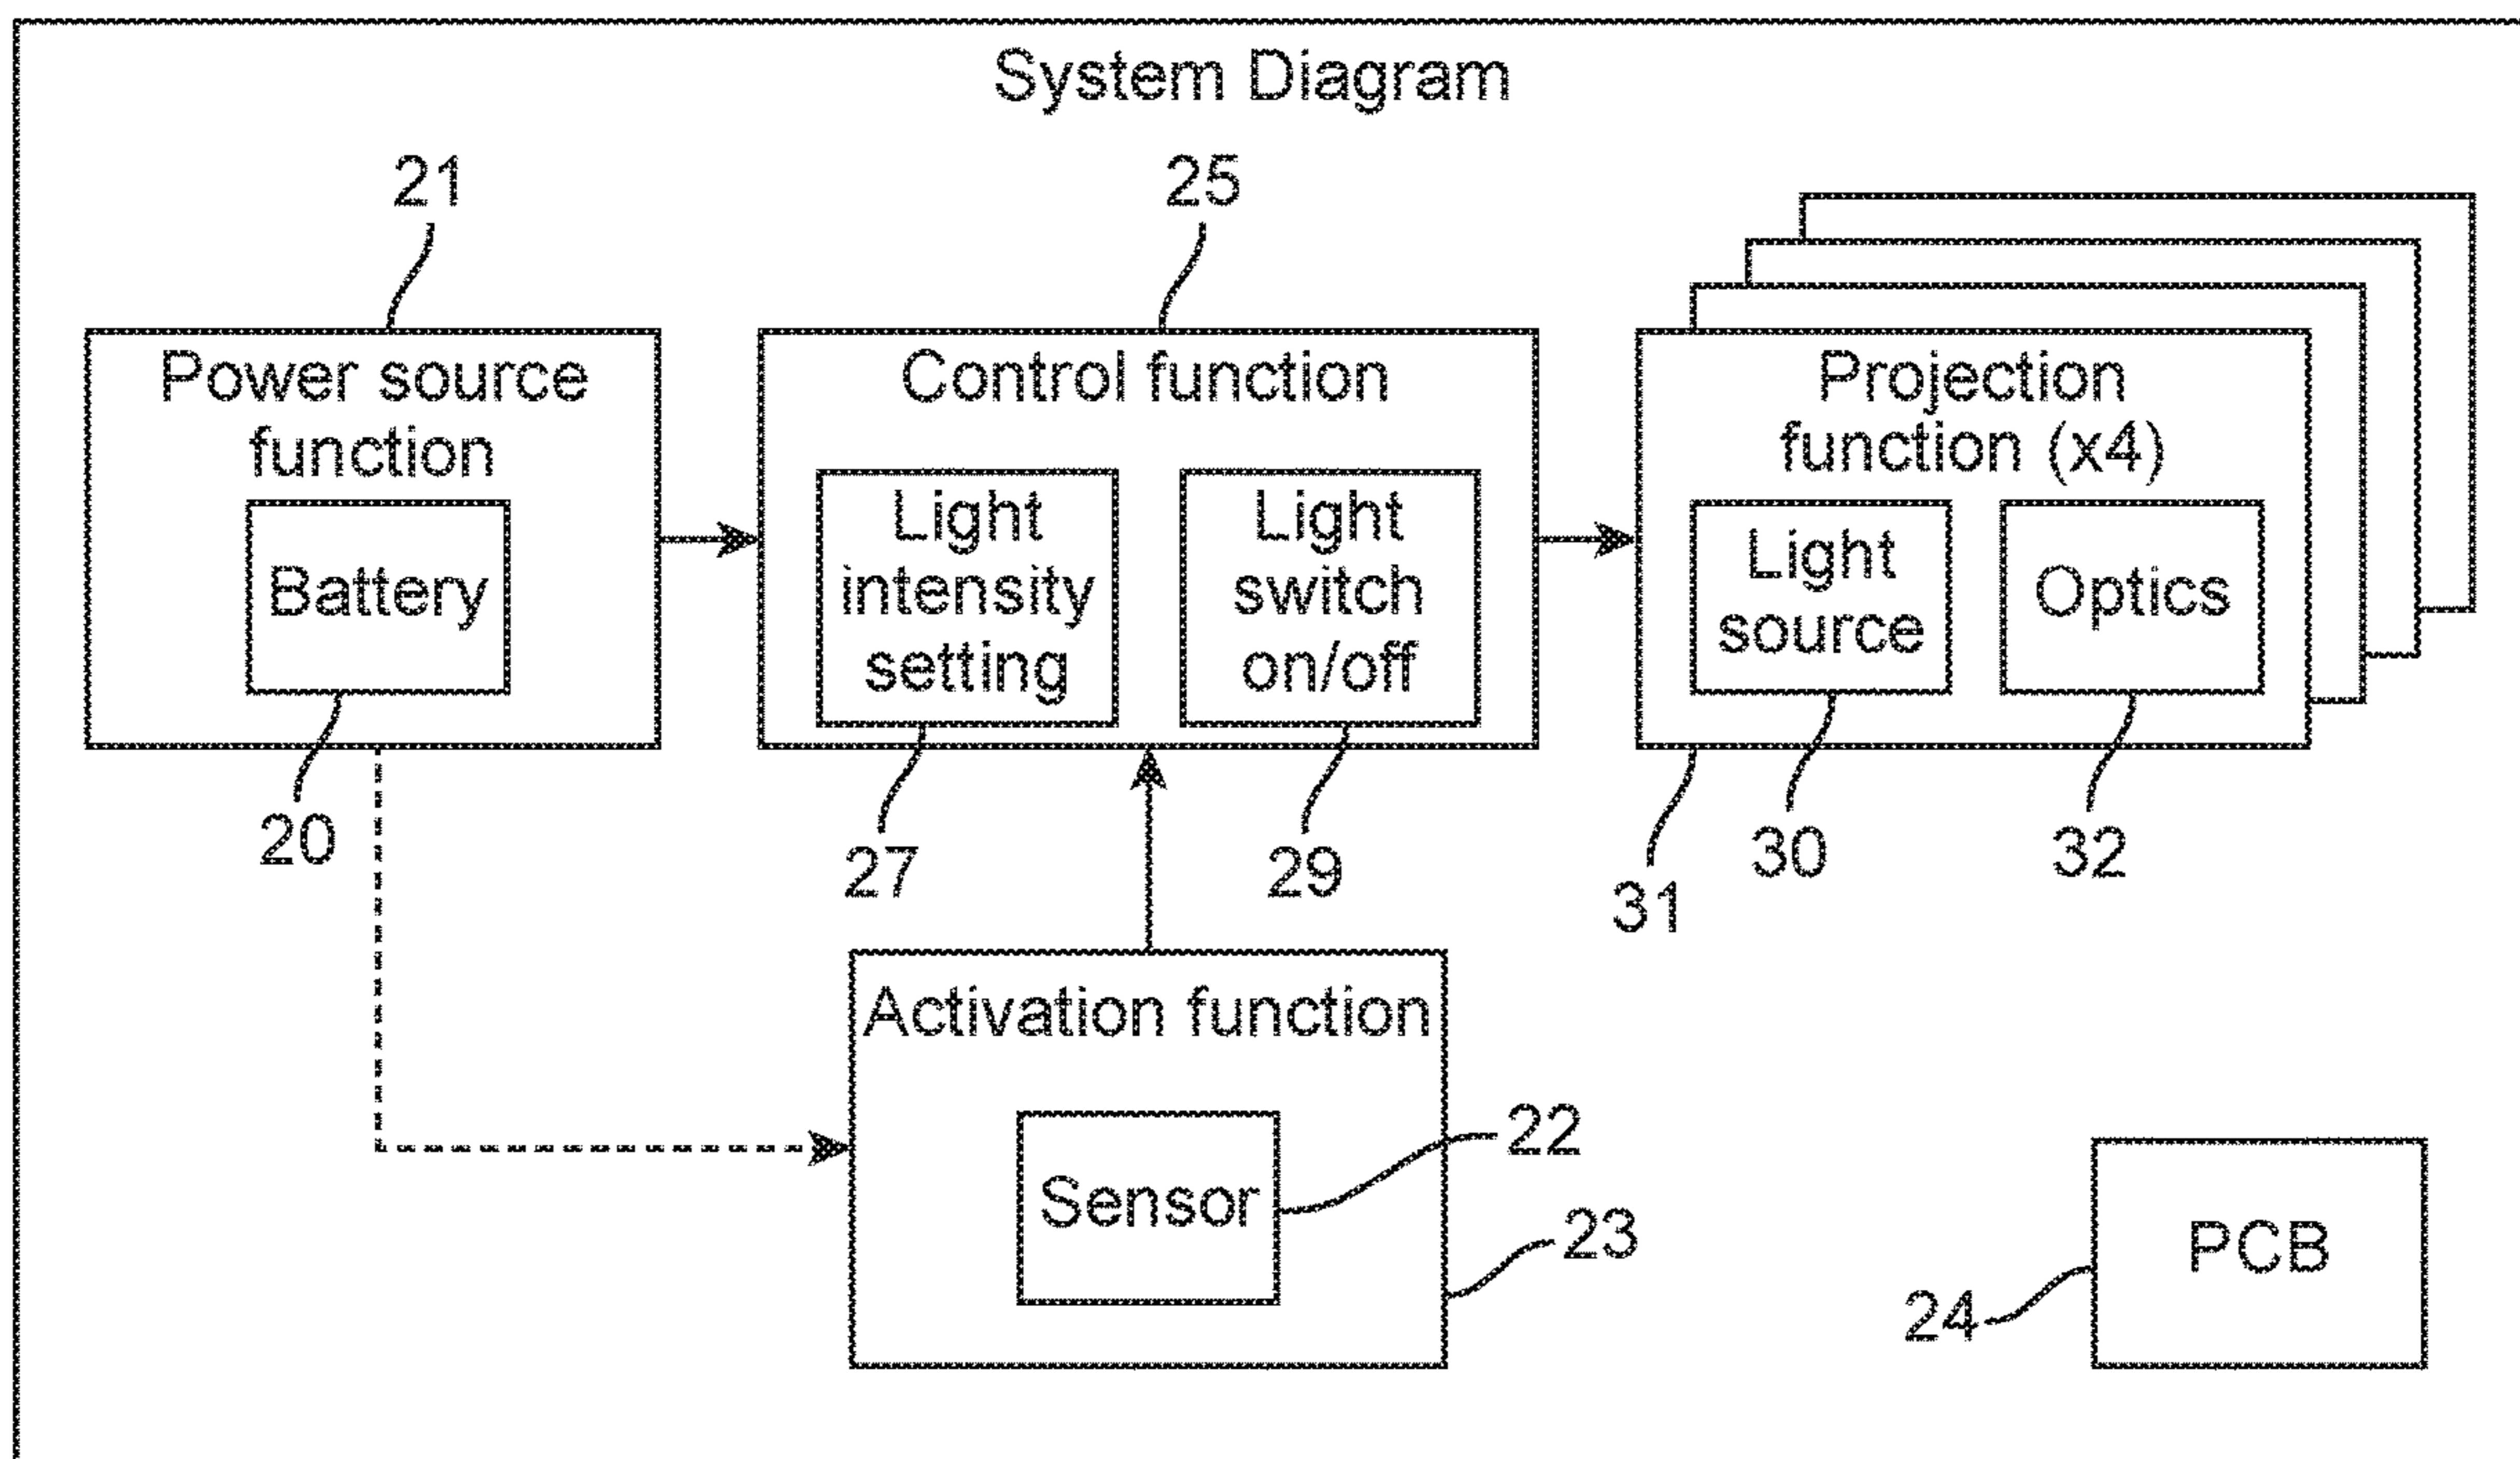 System Diagram
21
25
Power source
function
Battery
20
Control function
Light
intensity
setting
27
Light
switch
on/off
29
Projection
function (x4)
Light
source
30
Optics
32
31
Activation function
Sensor
22
23
PCB
24